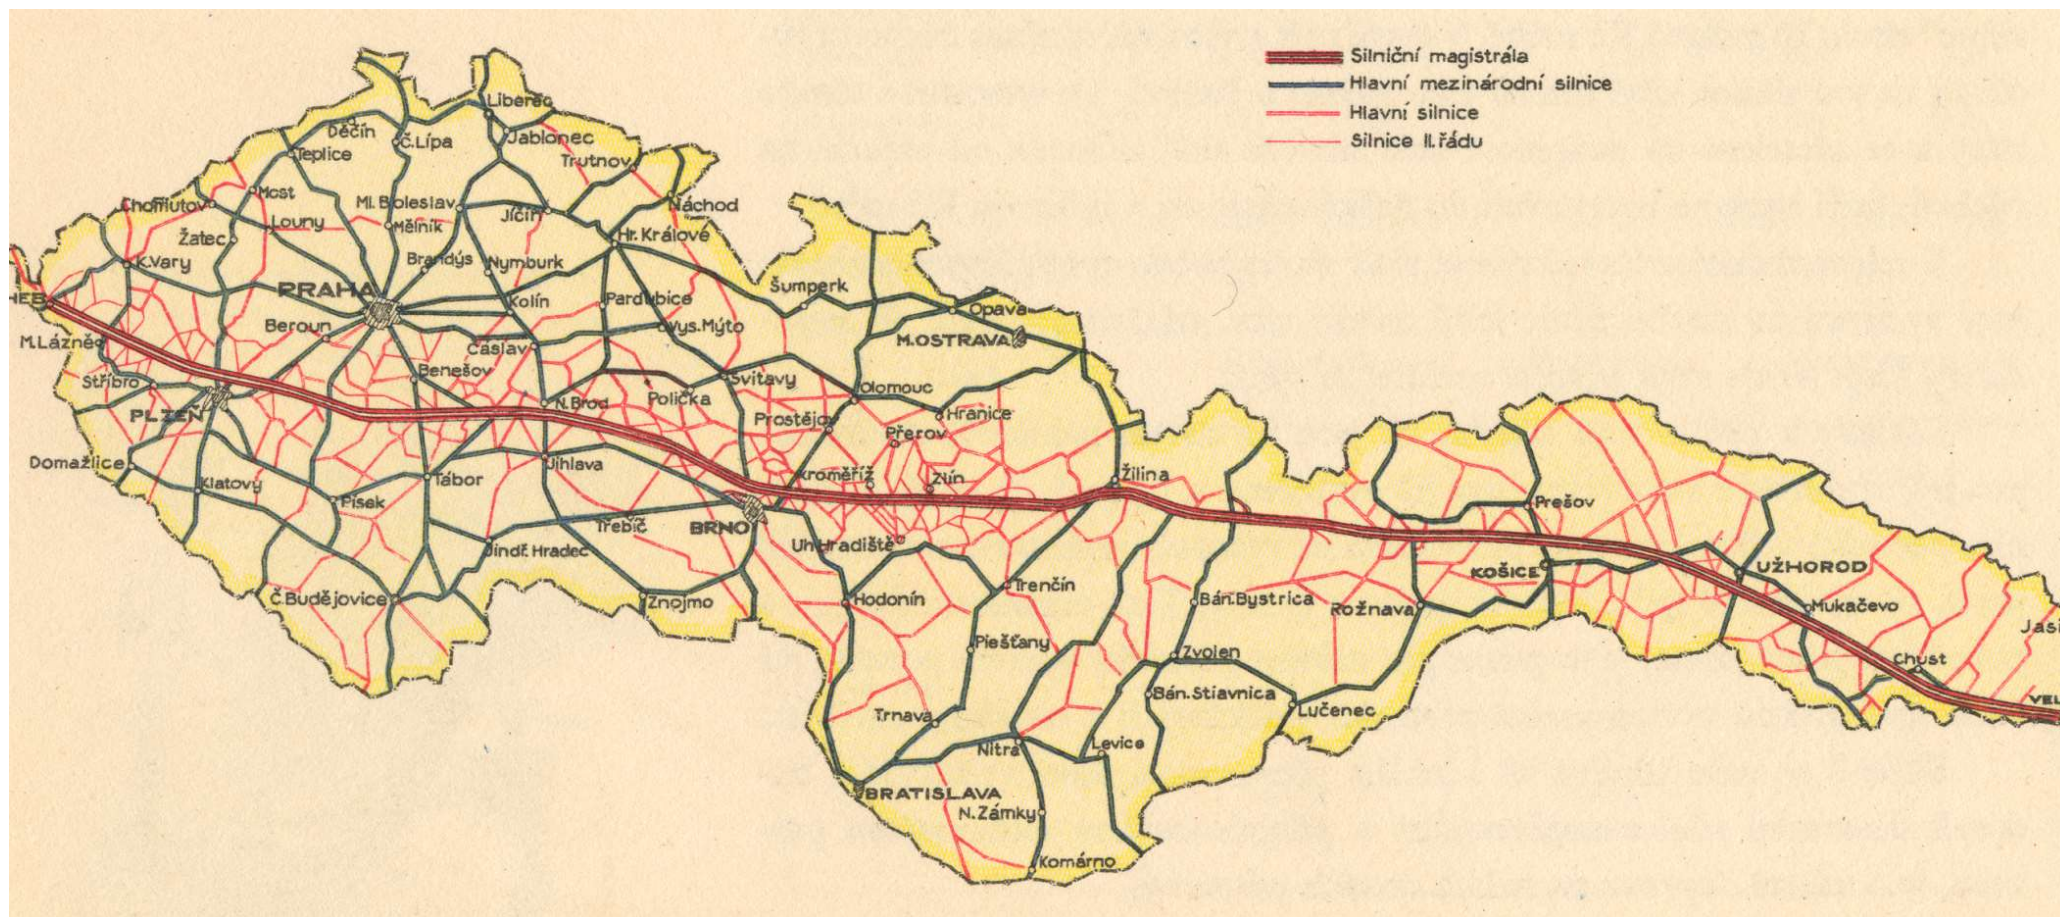 Silniční magistrála
Hlavní mezinárodní silnice
Hlavní silnice
Silnice II. řádu
Liberec
Děčín
Č.Lípa
Jablonec
Teplice
Trutnov
Most
Chomutov
Ml. Boleslav
Jičín
Náchod
Louny
Mělník
Žatec
Hr. Králové
K.Vary
Brandýs
Nymburk
PRAHA
Šumperk
HEB
Kolín
Pardubice
Opava
Beroun
Vys. Mýto
M.Lázně
Čáslav
M.OSTRAVA
Stříbro
Benešov
Svitavy
Polička
Olomouc
PLZEŇ
N.Brod
Prostějov
Hranice
Přerov
Domažlice
Jihlava
Kroměříž
Zlín
Žilina
Klatovy
Tábor
Písek
Prešov
Třebíč
BRNO
Uh.Hradiště
Jindř. Hradec
KOŠICE
UŽHOROD
Č.Budějovice
Znojmo
Hodonín
Trenčín
Bán.Bystrica
Rožnava
Mukačevo
Jasi
Piešťany
Zvolen
Chust
Bán.Stiavnica
VEL
Trnava
Lučenec
Nitra
Levice
BRATISLAVA
N.Zámky
Komárno